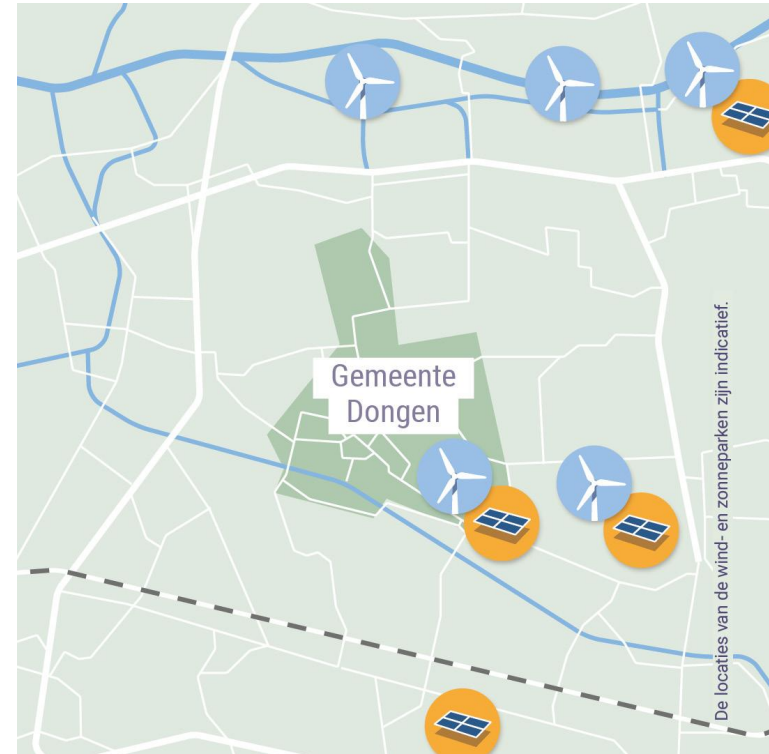 Gemeente
Dongen
De locaties van de wind- en zonneparken zijn indicatief.